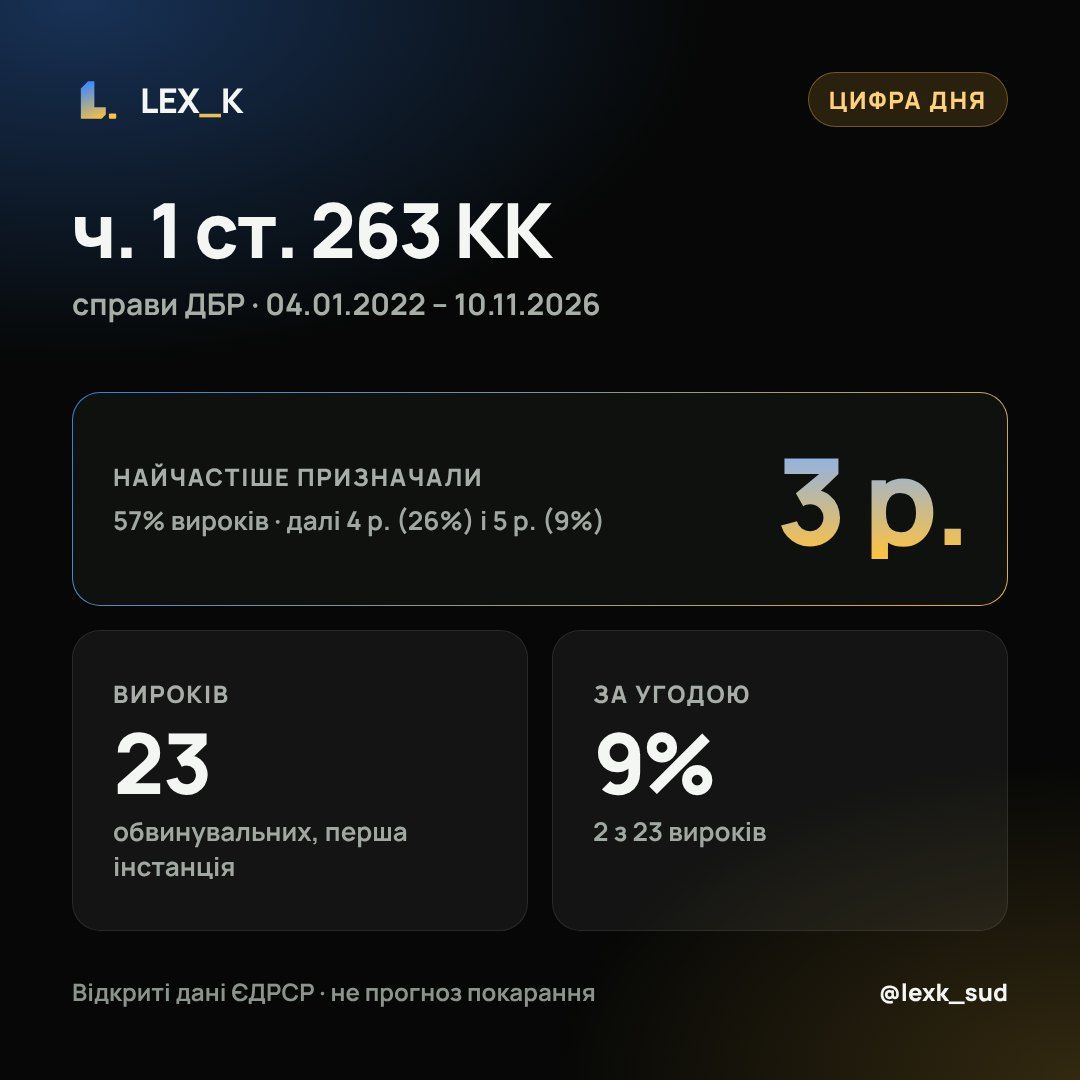 LEX_K
ЦИФРА ДНЯ
ч. 1 ст. 263 КК
справи ДБР · 04.01.2022 – 10.11.2026
НАЙЧАСТІШЕ ПРИЗНАЧАЛИ
57% вироків · далі 4 р. (26%) і 5 р. (9%)
3 р.
ВИРОКІВ
23
обвинувальних, перша
інстанція
ЗА УГОДОЮ
9%
2 з 23 вироків
Відкриті дані ЄДРСР · не прогноз покарання
@lexk_sud